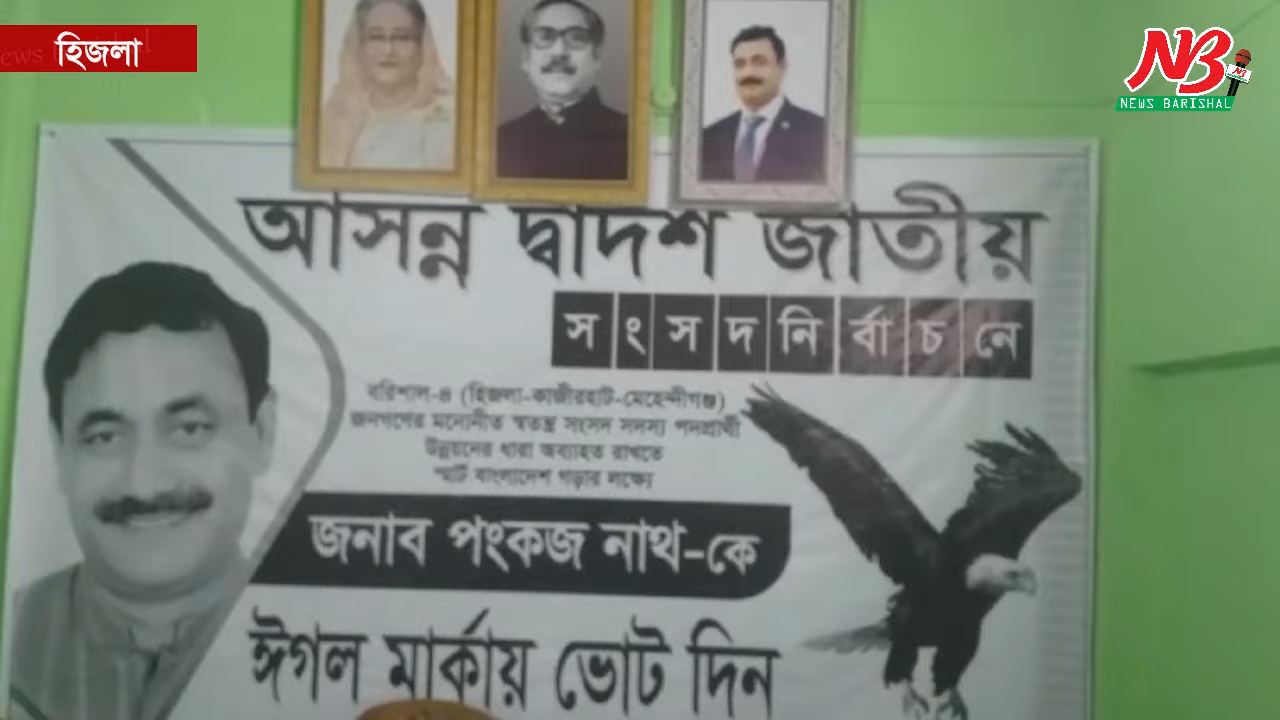 হিজলা
NB
NEWS BARISHAL
আসন্ন দ্বাদশ জাতীয়
সংসদ নির্বাচনে
বরিশাল-৪ (হিজলা-কাজীরহাট-মেহেন্দীগঞ্জ)
জনগণের মনোনীত স্বতন্ত্র সংসদ সদস্য পদপ্রার্থী
উন্নয়নের ধারা অব্যাহত রাখতে
স্মার্ট বাংলাদেশ গড়ার লক্ষ্যে
জনাব পংকজ নাথ-কে
ঈগল মার্কায় ভোট দিন